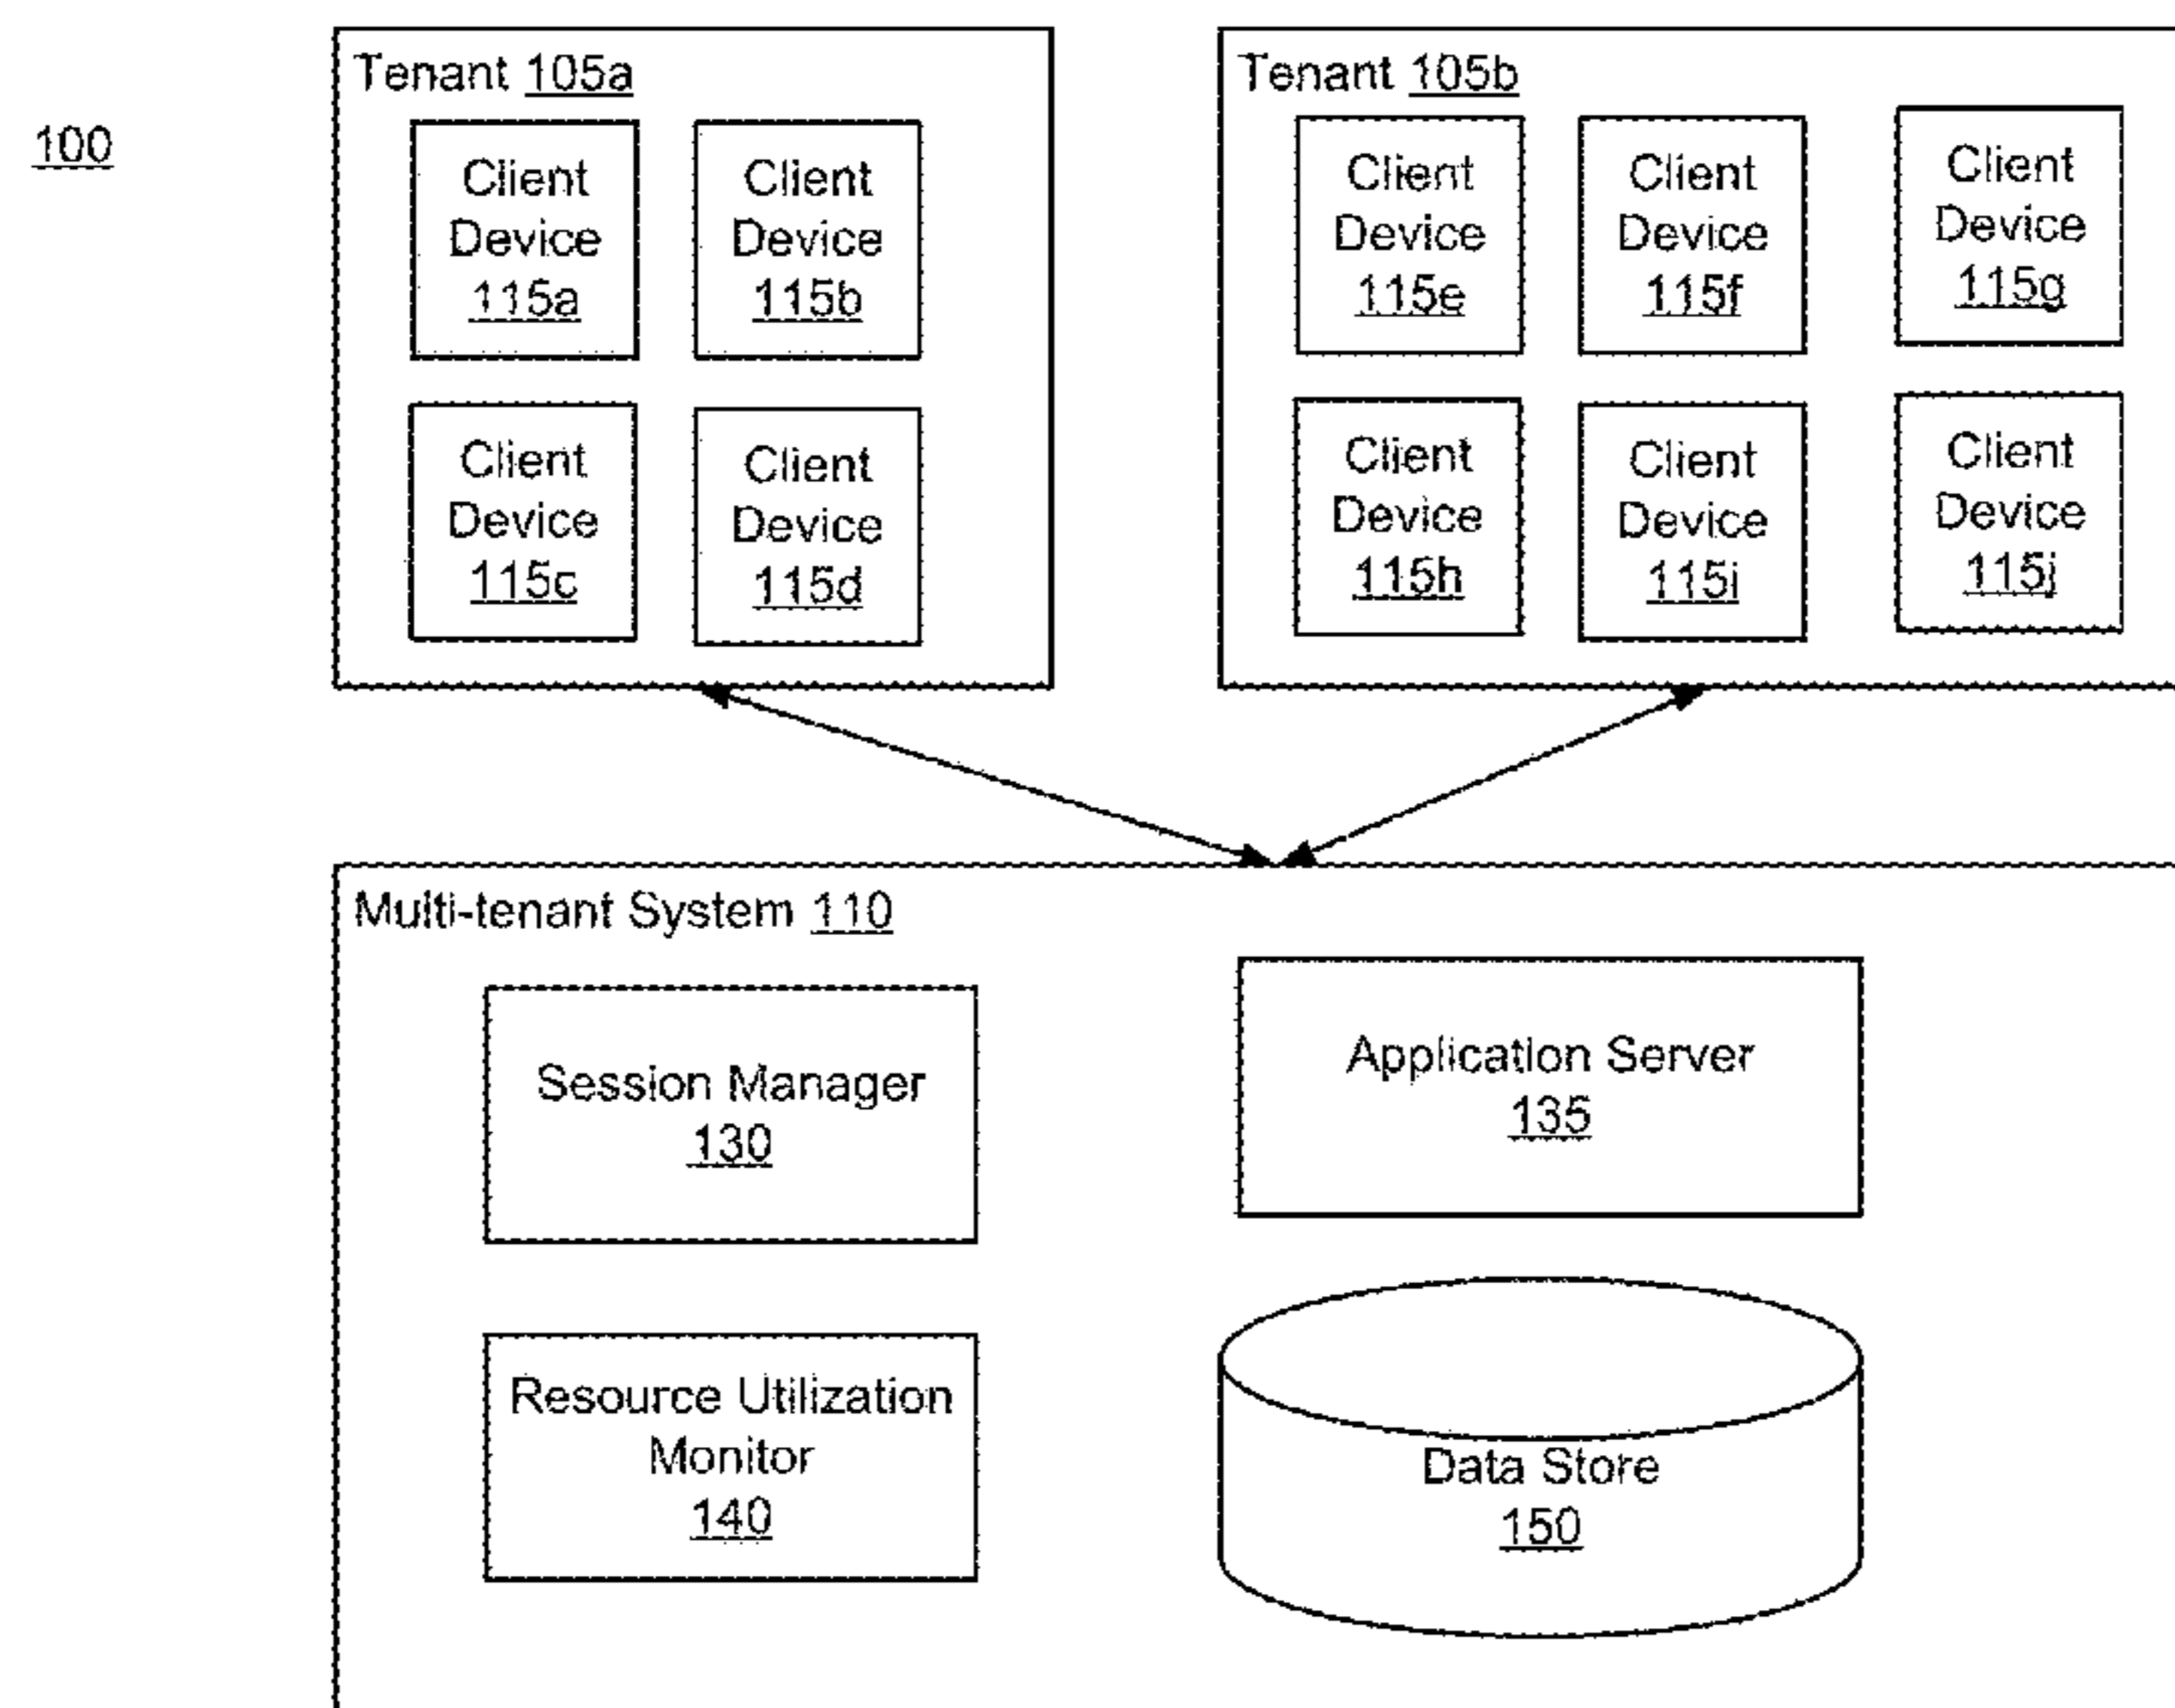 100
Tenant 105a
Client
Device
115a
Client
Device
115b
Client
Device
115c
Client
Device
115d
Tenant 105b
Client
Device
115e
Client
Device
115f
Client
Device
115g
Client
Device
115h
Client
Device
115i
Client
Device
115j
Multi-tenant System 110
Session Manager
130
Application Server
135
Resource Utilization
Monitor
140
Data Store
150